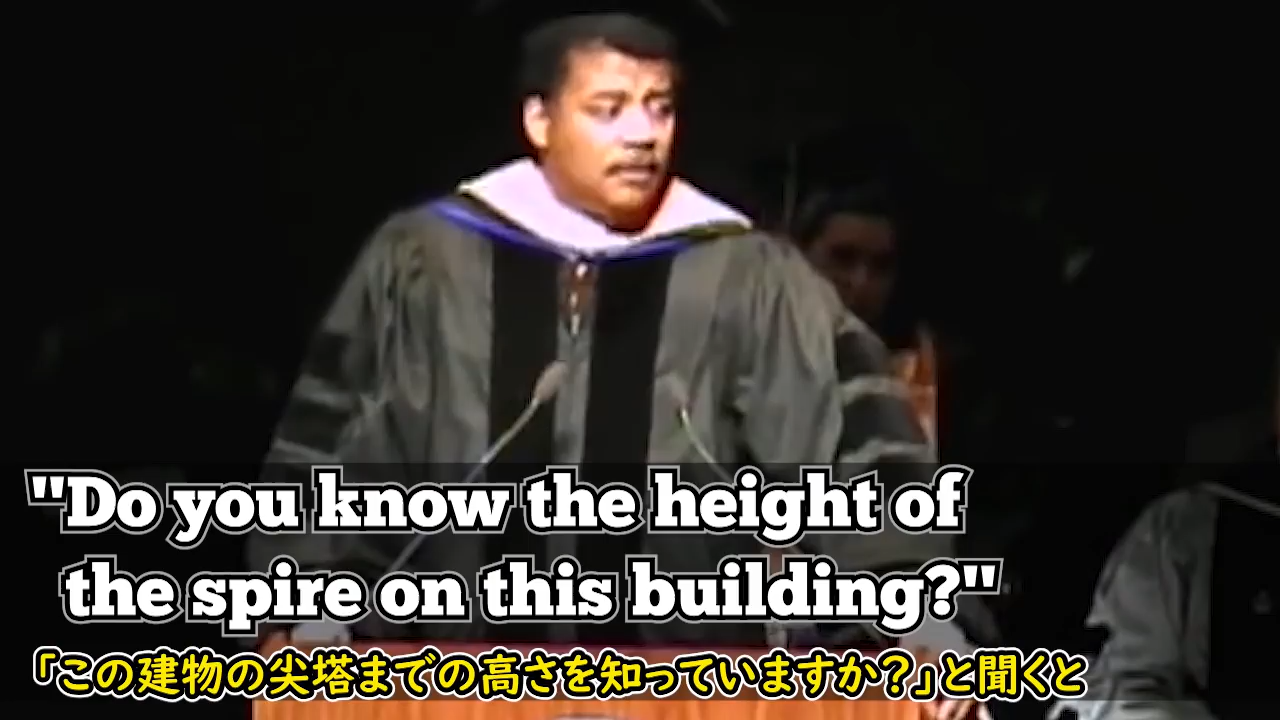 "Do you know the height of
the spire on this building?"
「この建物の尖塔までの高さを知っていますか？」と聞くと